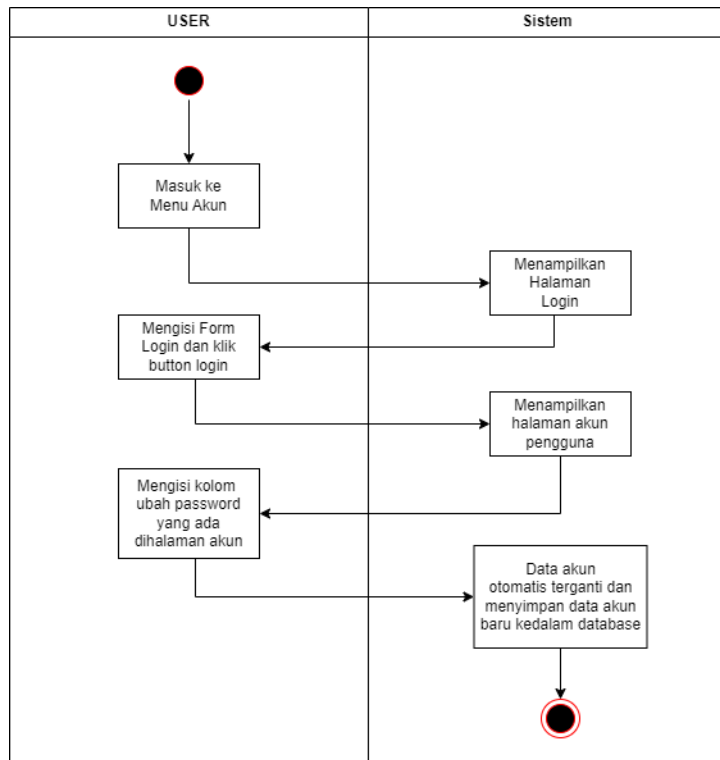 USER
Sistem
Masuk ke
Menu Akun
Menampilkan
Halaman
Login
Mengisi Form
Login dan klik
button login
Menampilkan
halaman akun
pengguna
Mengisi kolom
ubah password
yang ada
dihalaman akun
Data akun
otomatis terganti dan
menyimpan data akun
baru kedalam database